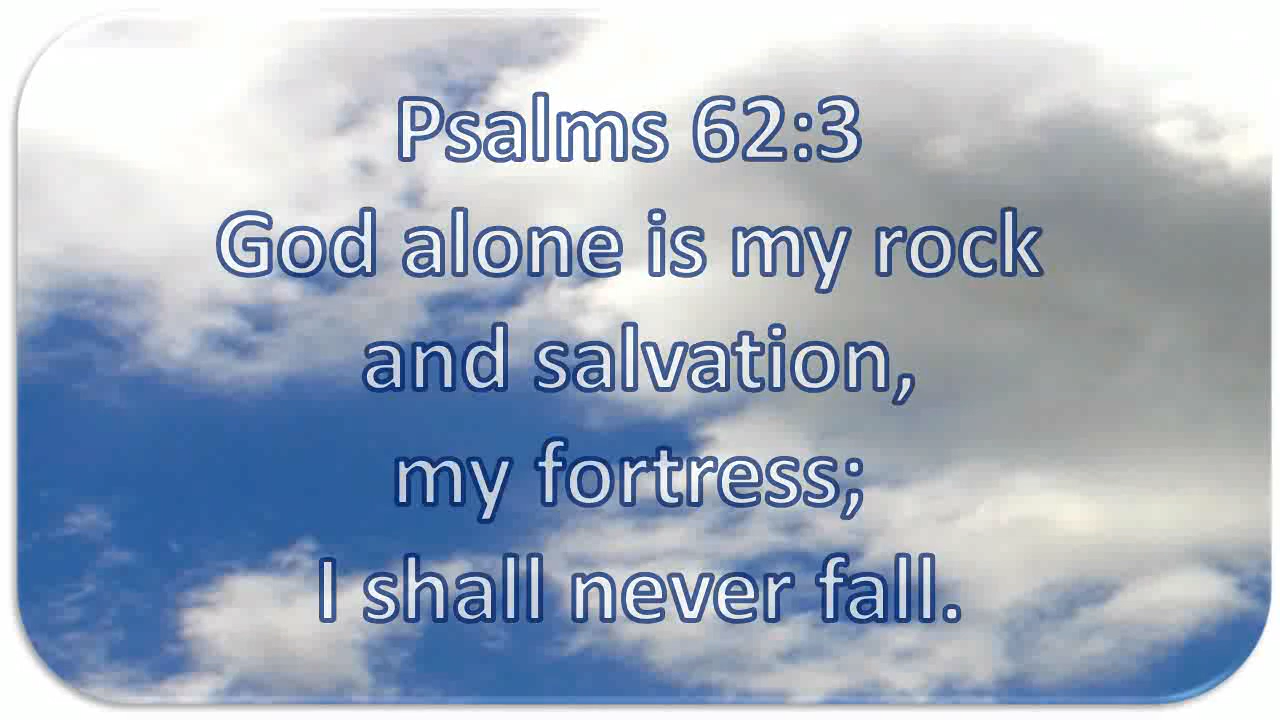 Psalms 62:3
God alone is my rock
and salvation,
my fortress;
I shall never fall.